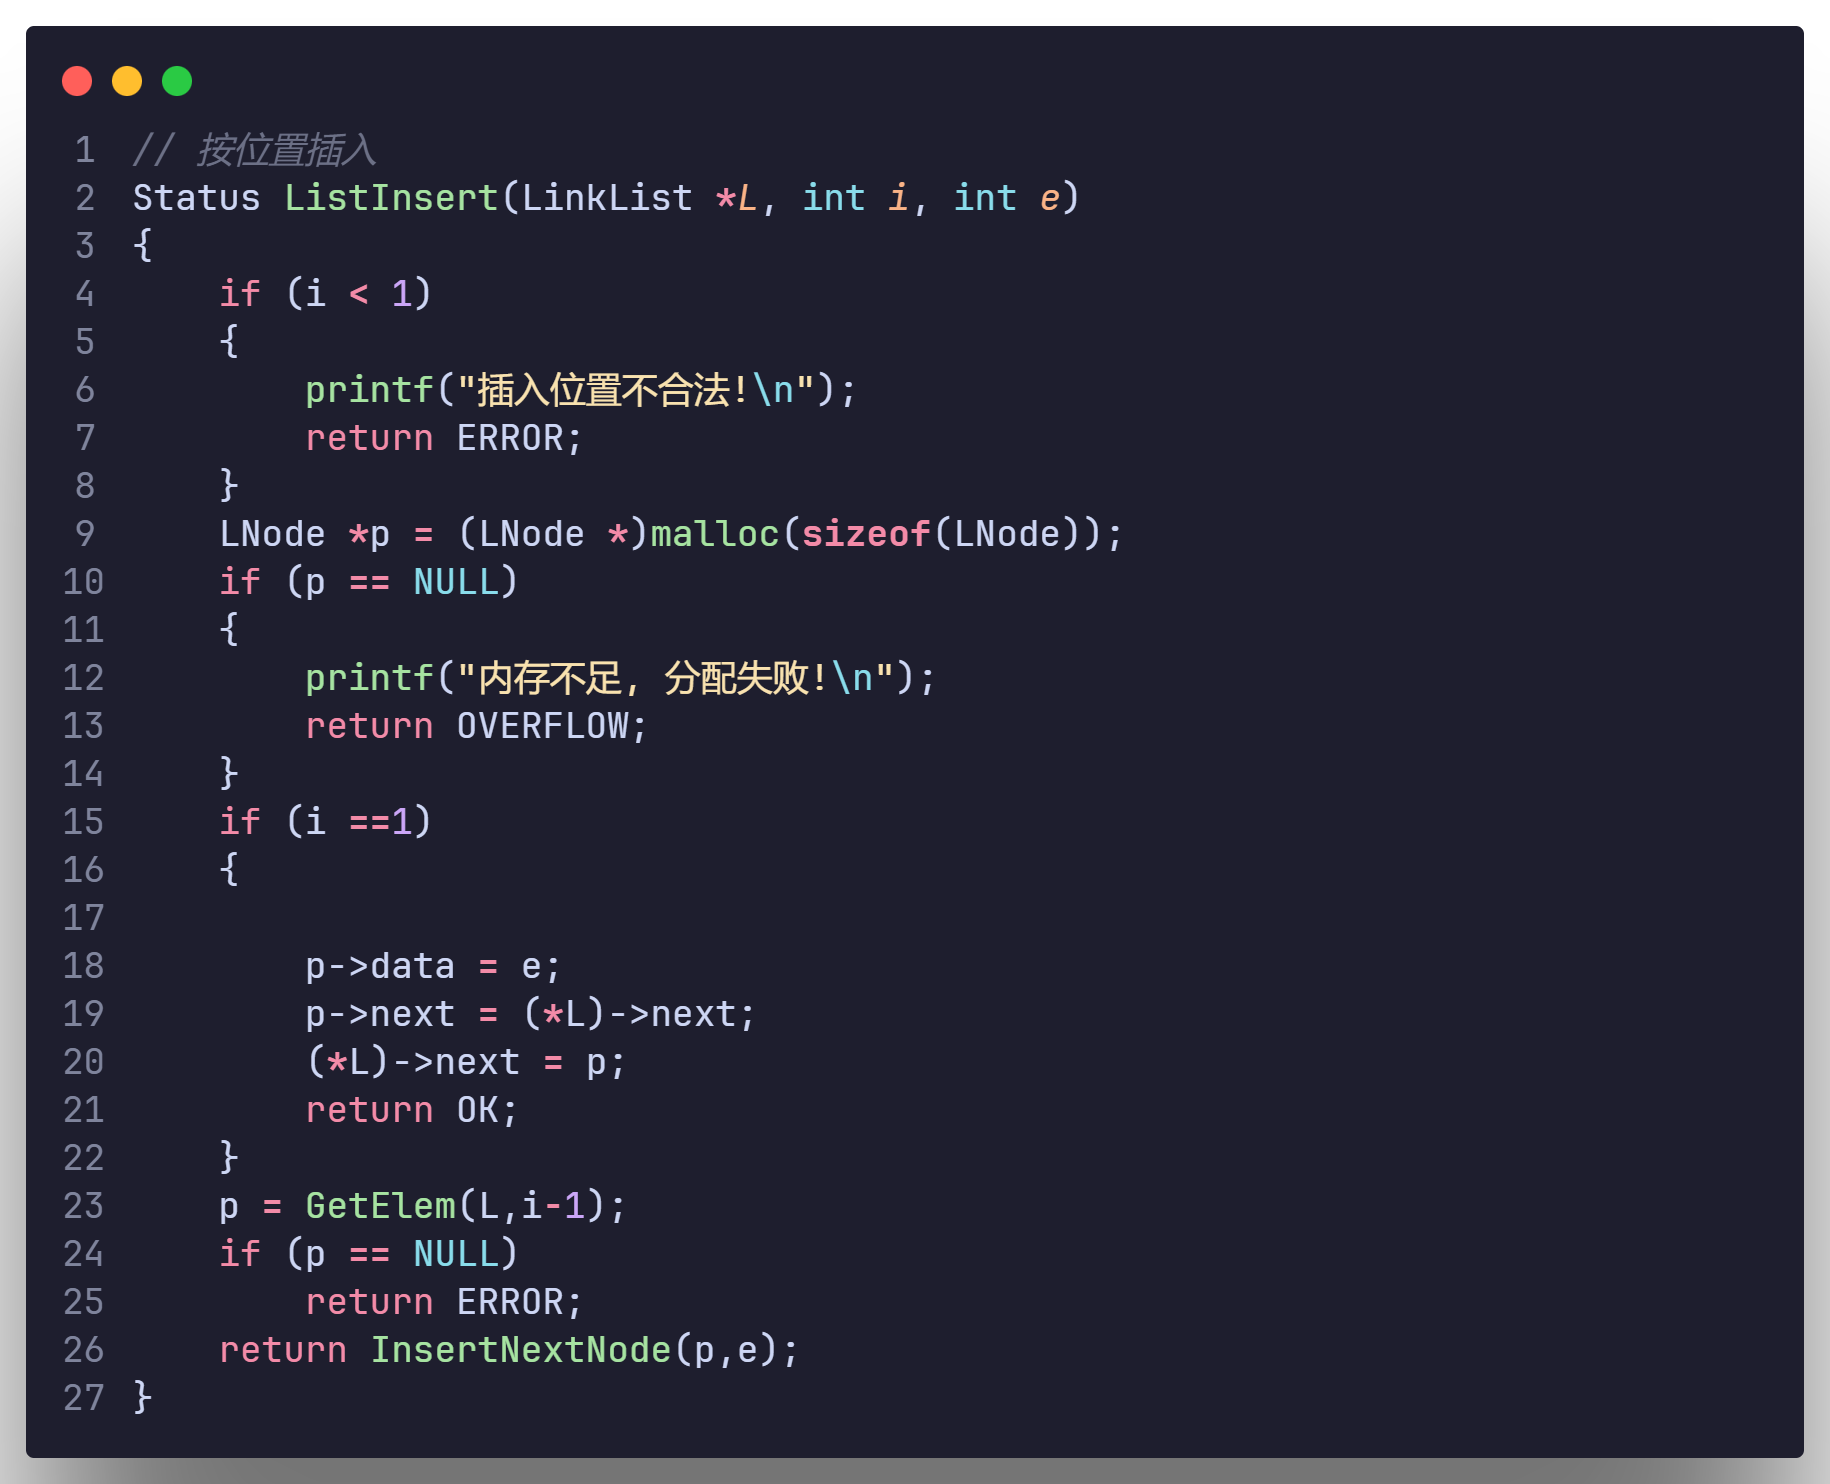 1 // 按位置插入
2 Status ListInsert(LinkList *L, int i, int e)
3 {
4     if (i < 1)
5     {
6         printf("插入位置不合法!\n");
7         return ERROR;
8     }
9     LNode *p = (LNode *)malloc(sizeof(LNode));
10     if (p == NULL)
11     {
12         printf("内存不足, 分配失败!\n");
13         return OVERFLOW;
14     }
15     if (i ==1)
16     {
17
18         p->data = e;
19         p->next = (*L)->next;
20         (*L)->next = p;
21         return OK;
22     }
23     p = GetElem(L,i-1);
24     if (p == NULL)
25         return ERROR;
26     return InsertNextNode(p,e);
27 }